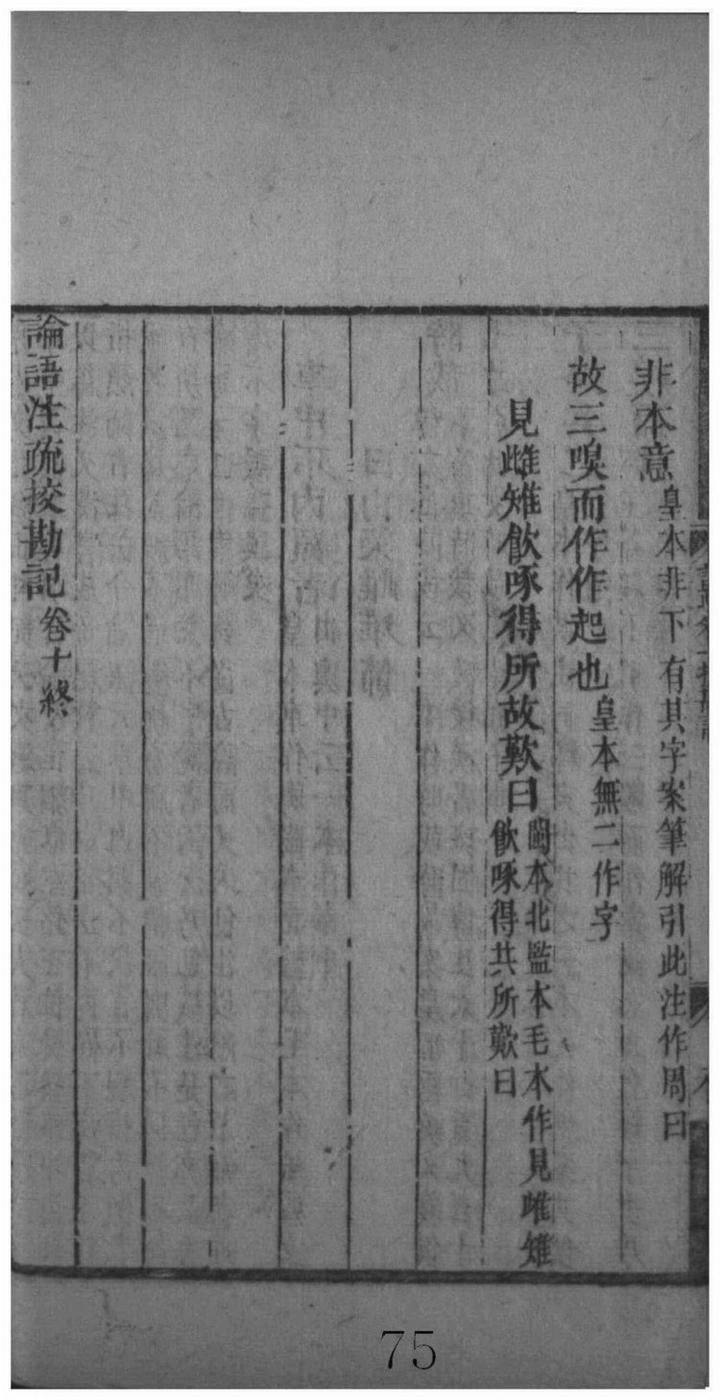 非本意皇本非下有其字案筆解引此注作周曰
故三嗅而作作起也皇本無二作字
見雌雉飲啄得所故歎曰閩本北監本毛本作見雌雉
飲啄得共所歎曰
論語注疏挍勘記卷十終
75